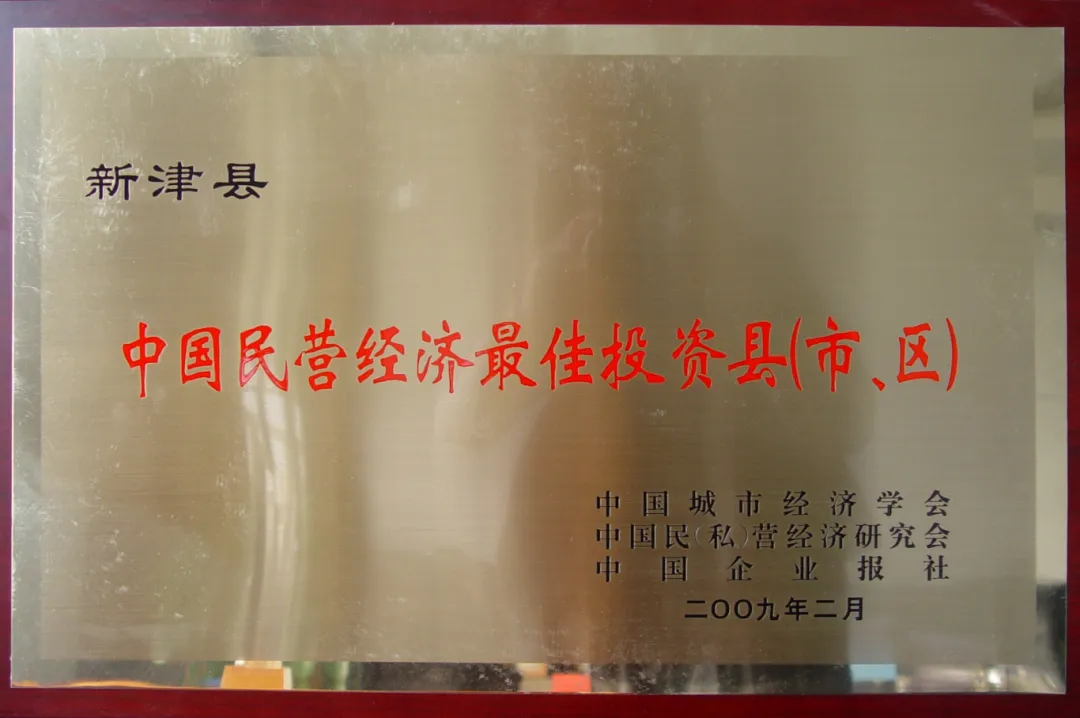 新津县
中国民营经济最佳投资县(市、区)
中国城市经济学会
中国民(私)营经济研究会
中国企业报社
二〇〇九年二月